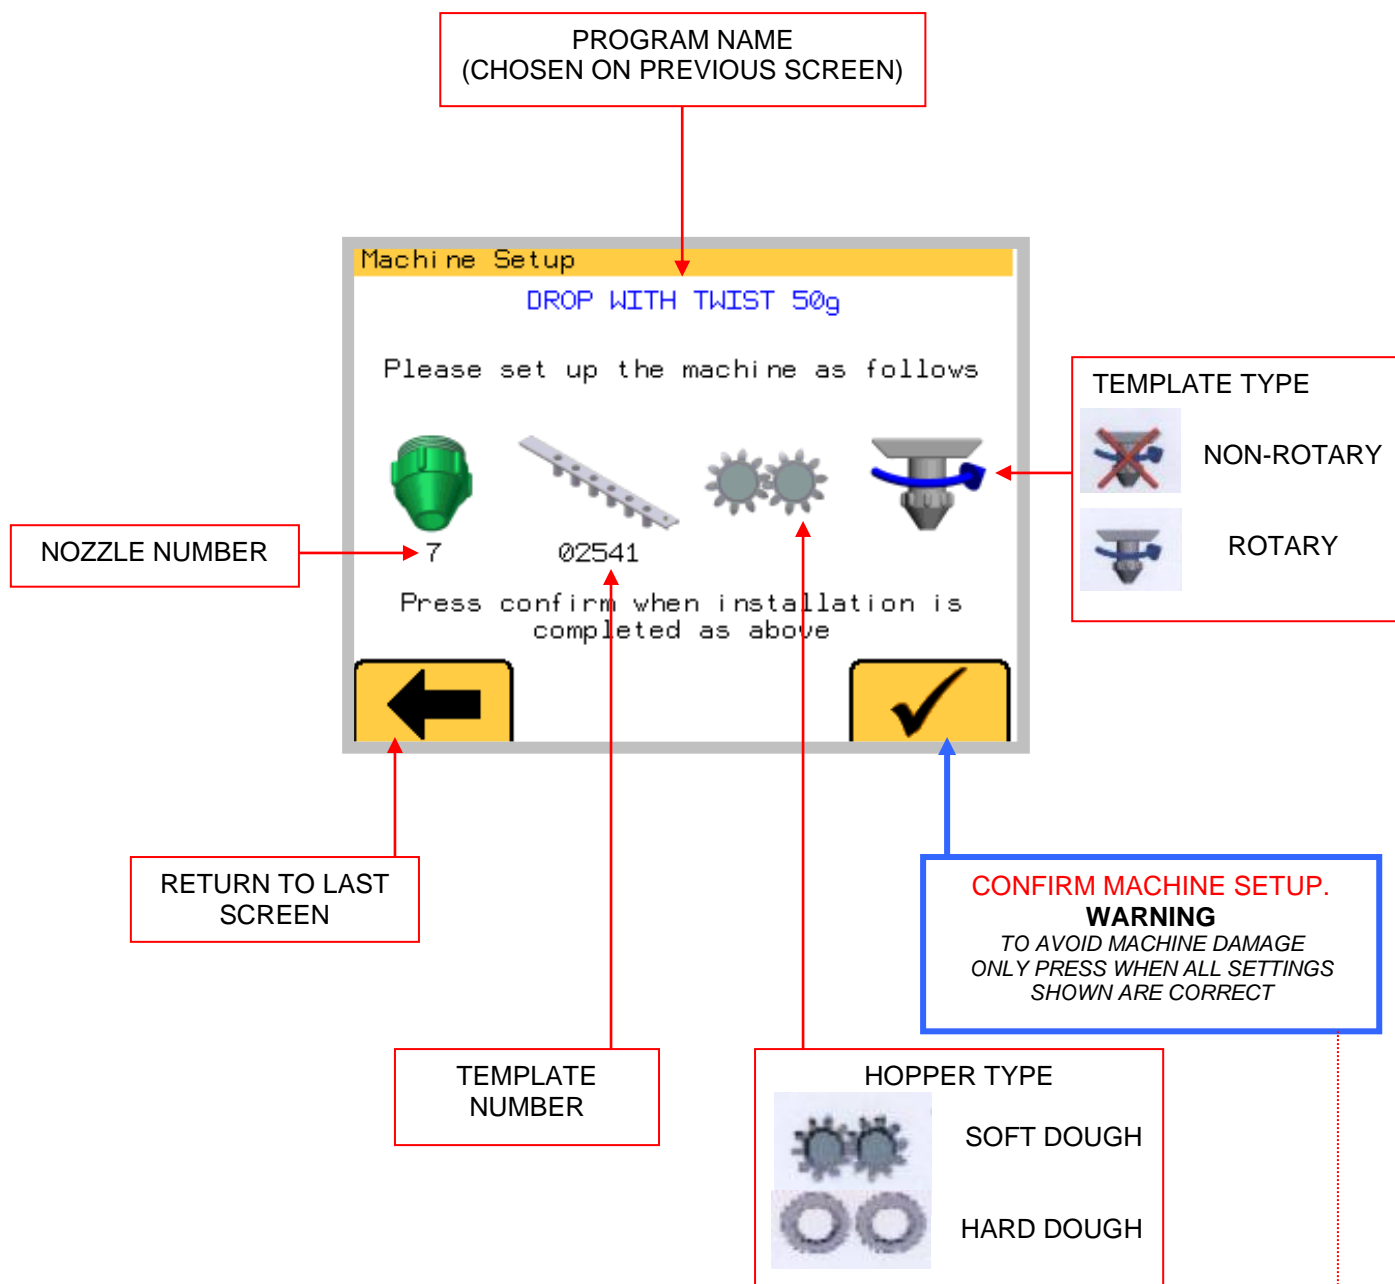 PROGRAM NAME
(CHOSEN ON PREVIOUS SCREEN)
Machine Setup
DROP WITH TWIST 50g
Please set up the machine as follows
TEMPLATE TYPE
NON-ROTARY
ROTARY
NOZZLE NUMBER
7
02541
Press confirm when installation is
completed as above
RETURN TO LAST
SCREEN
CONFIRM MACHINE SETUP.
WARNING
TO AVOID MACHINE DAMAGE
ONLY PRESS WHEN ALL SETTINGS
SHOWN ARE CORRECT
TEMPLATE
NUMBER
HOPPER TYPE
SOFT DOUGH
HARD DOUGH